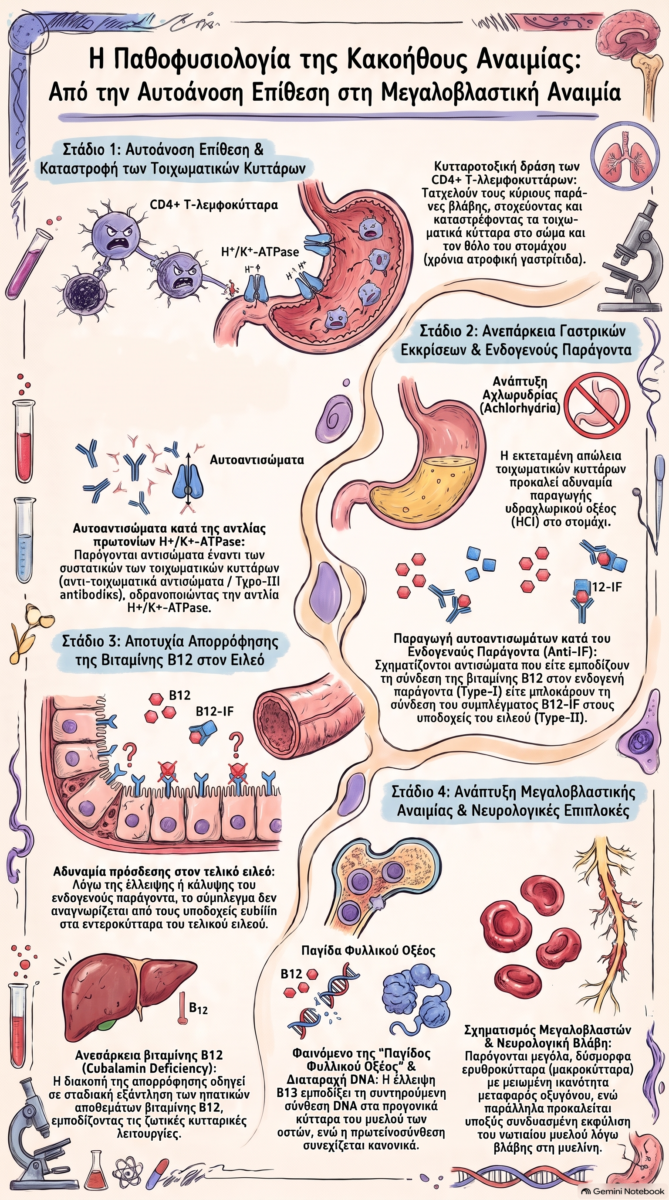 Η Παθοφυσιολογία της Κακοήθους Αναιμίας:
Από την Αυτοάνοση Επίθεση στη Μεγαλοβλαστική Αναιμία
Στάδιο 1: Αυτοάνοση Επίθεση &
Καταστροφή των Τοιχωματικών Κυττάρων
CD4+ Τ-λεμφοκύτταρα
H⁺/K⁺-ATPase
H⁺
H⁺ H⁺
Κυτταροτοξική δράση των
CD4+ Τ-λλεμφοκυττάρων:
Τατχελούν τους κύριους παρά-
νες βλάβης, στοχεύοντας και
καταστρέφοντας τα τοιχω-
ματικά κύτταρα στο σώμα και
τον θόλο του στομάχου
(χρόνια ατροφική γαστρίτιδα).
Στάδιο 2: Ανεπάρκεια Γαστρικών
Εκκρίσεων & Ενδογενούς Παράγοντα
Ανάπτυξη
Αχλωρυδρίας
(Achlorhydria)
Η εκτεταμένη απώλεια
τοιχωματικών κυττάρων
προκαλεί αδυναμία
παραγωγής
υδραχλωρικού οξέος
(HCl) στο στομάχι.
Αυτοαντισώματα
Αυτοαντισώματα κατά της αντλίας
πρωτονίων H+/K+-ATPase:
Παρόγονται αντισώματα έναντι των
συστατικών των τοιχωματικών κυττάρων
(αντι-τοιχωματικά αντισώματα / Τχρο-ΙΙΙ
antibodiks), οδρανοποιώντας την αντλία
H+/K+-ATPase.
12-IF
Παραγωγή αυτοαντισωμάτων κατά του
Ενδογενούς Παράγοντα (Anti-IF):
Σχηματίζονται αντισώματα που είτε εμποδίζουν
τη σύνδεση της βιταμίνης B12 στον ενδογενή
παράγοντα (Type-I) είτε μπλοκάρουν τη
σύνδεση του συμπλέγματος B12-IF στους
υποδοχείς του ειλεού (Type-II).
Στάδιο 3: Αποτυχία Απορρόφησης
της Βιταμίνης B12 στον Ειλεό
B12
B12-IF
?
?
Αδυναμία πρόσδεσης στον τελικό ειλεό:
Λόγω της έλλειψης ή κάλυψης του
ενδογενούς παράγοντα, το σύμπλεγμα δεν
αναγνωρίζεται από τους υποδοχείς eubilin
στα εντεροκύτταρα του τελικού ειλεού.
B12
Ανεσάρκεια βιταμίνης B12
(Cubalamin Deficiency):
Η διακοπή της απορρόφησης οδηγεί
σε σταδιακή εξάντληση των ηπατικών
αποθεμάτων βιταμίνης B12,
εμποδίζοντας τις ζωτικές κυτταρικές
λειτουργίες.
Στάδιο 4: Ανάπτυξη Μεγαλοβλαστικής
Αναιμίας & Νευρολογικές Επιπλοκές
Παγίδα Φυλλικού Οξέος
B12
Φαινόμενο της "Παγίδος
Φυλλικού Οξέος" &
Διαταραχή DNA: Η έλλειψη
B13 εμποδίζει τη συντηρούμενη
σύνθεση DNA στα προγονικά
κύτταρα του μυελού των
οστών, ενώ η πρωτεϊνοσύνθεση
συνεχίζεται κανονικά.
Σχηματισμός Μεγαλοβλαστών
& Νευρολογική Βλάβη:
Παρόγονται μεγάλα, δύσμορφα
ερυθροκύτταρα (μακροκύτταρα)
με μειωμένη ικανότητα
μεταφαρός οξυγόνου, ενώ
παράλληλα προκαλείται
υποξύς συνδυασμένη εκφύλιση
του νωτιαίου μυελού λόγω
βλάβης στη μυελίνη.
Gemini Notebook